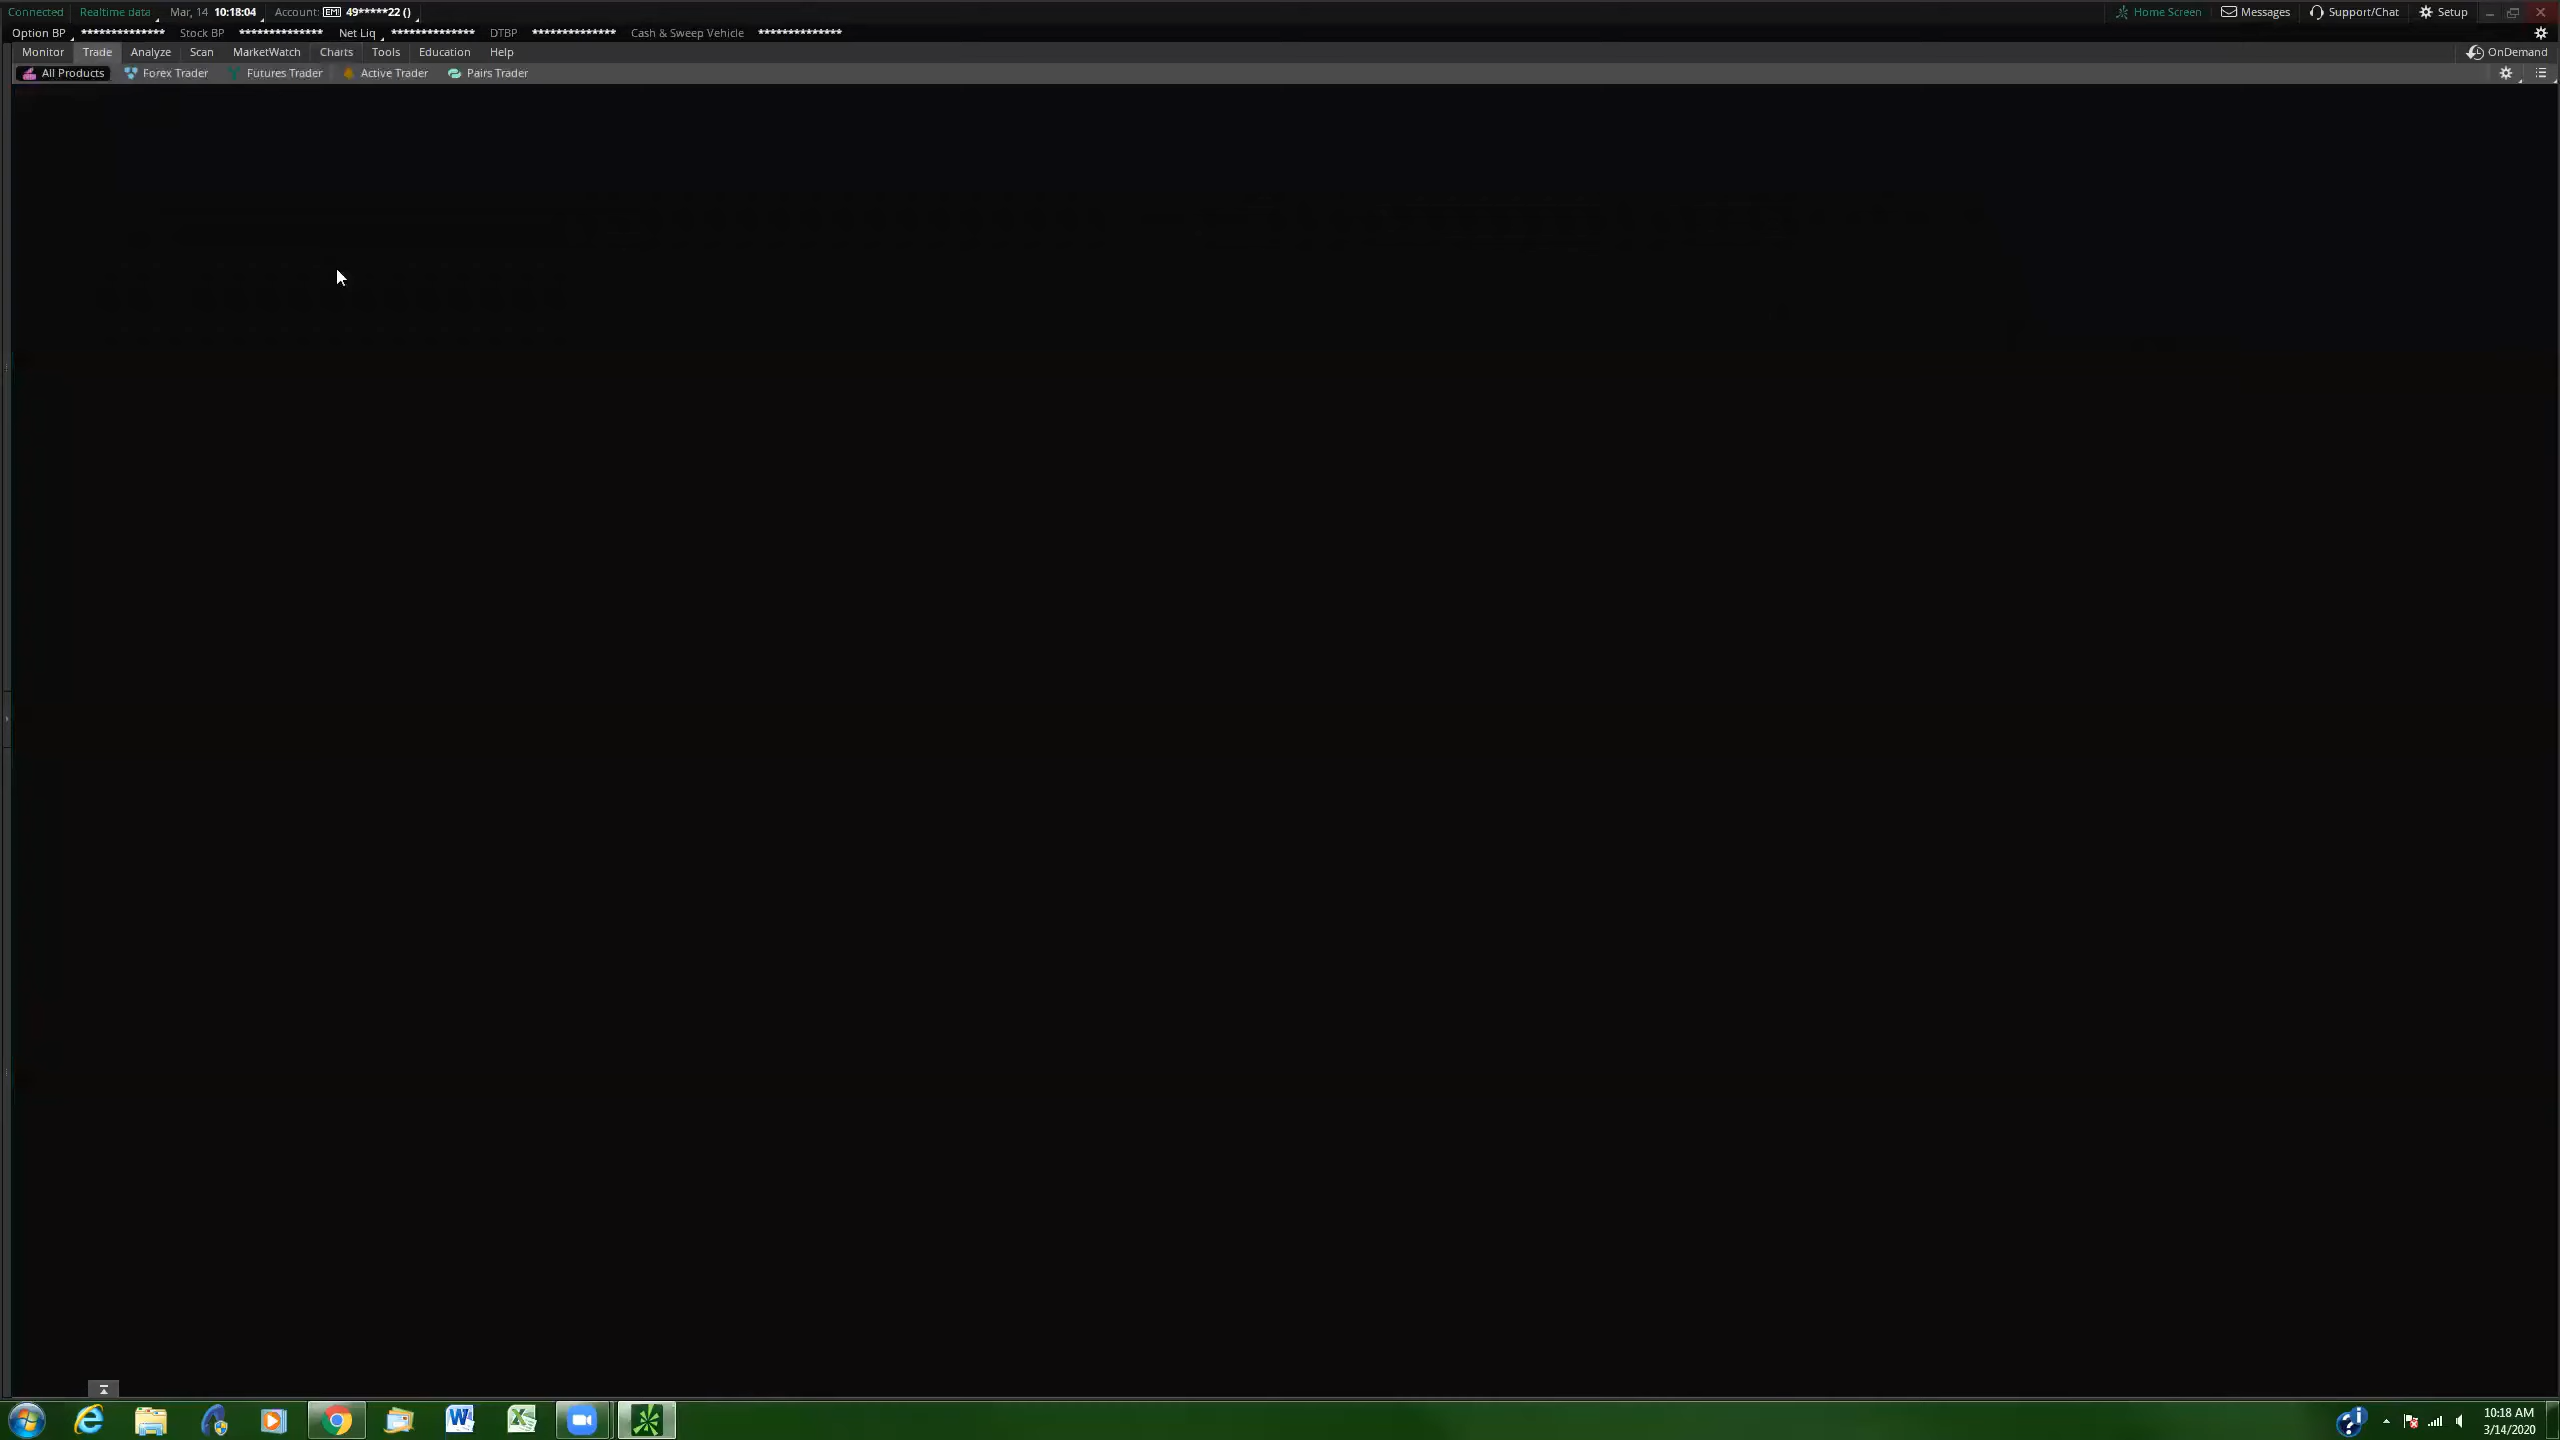 Connected Realtime data Mar, 14 10:18:04 Account: EMI 49*****22 () Home Screen Messages Support/Chat Setup
Option BP ************** Stock BP ************** Net Liq ************** DTBP ************** Cash & Sweep Vehicle **************
Monitor Trade Analyze Scan MarketWatch Charts Tools Education Help OnDemand
All Products Forex Trader Futures Trader Active Trader Pairs Trader
10:18 AM
3/14/2020